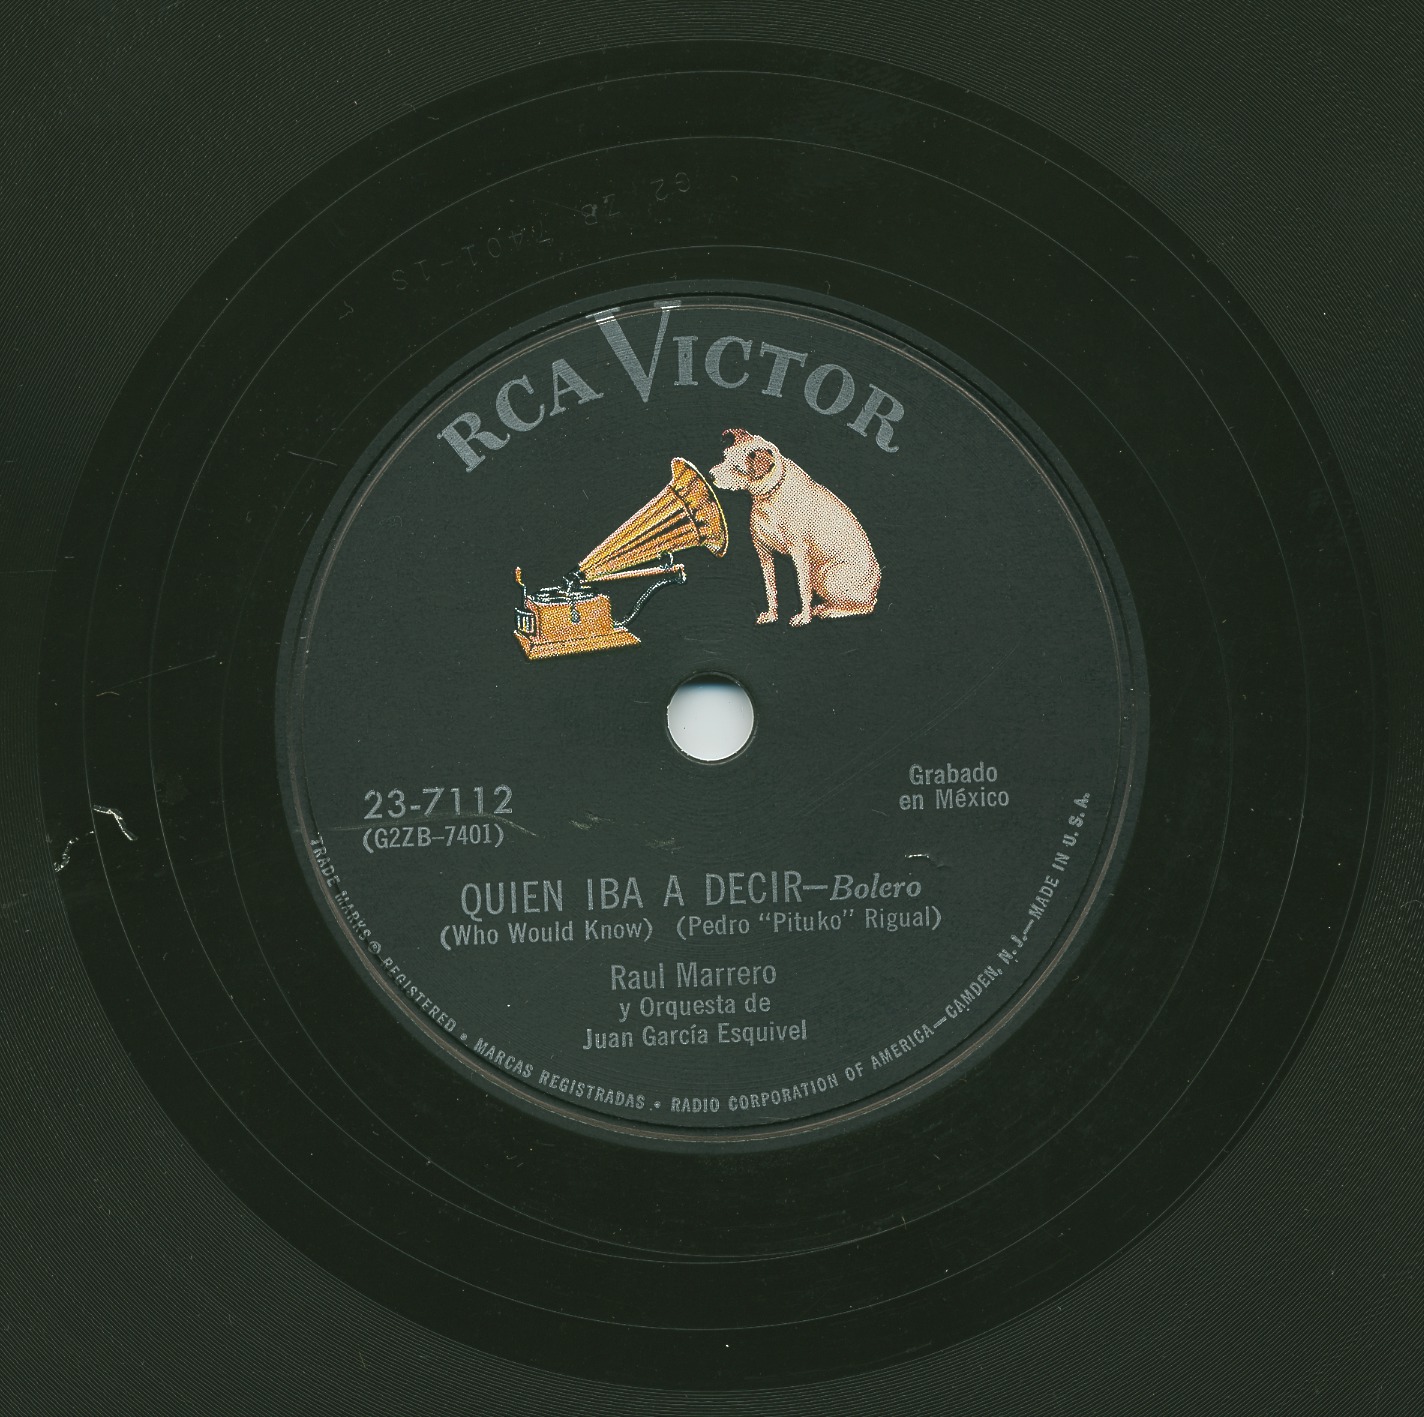 G2 ZB 7401-1S
RCA VICTOR
23-7112
(G2ZB-7401)
Grabado
en México
QUIEN IBA A DECIR—Bolero
(Who Would Know) (Pedro "Pituko" Rigual)
Raul Marrero
y Orquesta de
Juan García Esquivel
TRADE MARKS ® REGISTERED • MARCAS REGISTRADAS • RADIO CORPORATION OF AMERICA—CAMDEN, N. J.—MADE IN U. S. A.